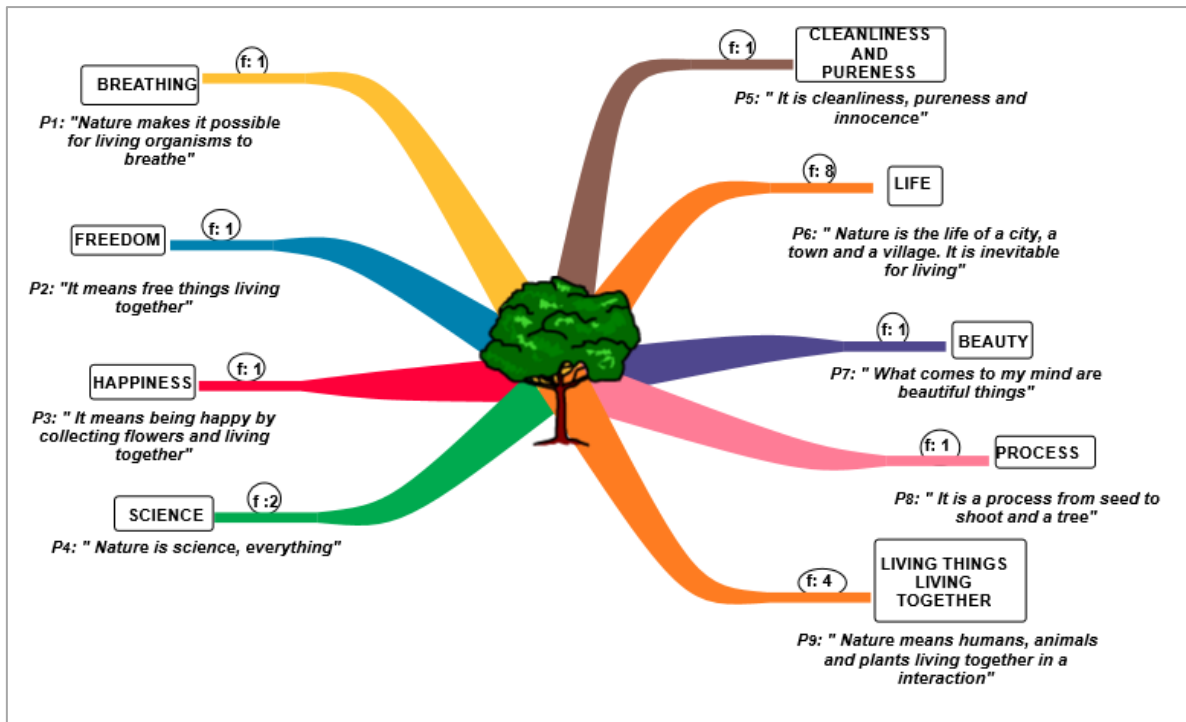 f: 1
BREATHING
P1: "Nature makes it possible
for living organisms to
breathe"
f: 1
FREEDOM
P2: "It means free things living
together"
f: 1
HAPPINESS
P3: " It means being happy by
collecting flowers and living
together"
f :2
SCIENCE
P4: " Nature is science, everything"
f: 1
CLEANLINESS
AND
PURENESS
P5: " It is cleanliness, pureness and
innocence"
f: 8
LIFE
P6: " Nature is the life of a city, a
town and a village. It is inevitable
for living"
f: 1
BEAUTY
P7: " What comes to my mind are
beautiful things"
f: 1
PROCESS
P8: " It is a process from seed to
shoot and a tree"
f: 4
LIVING THINGS
LIVING
TOGETHER
P9: " Nature means humans, animals
and plants living together in a
interaction"